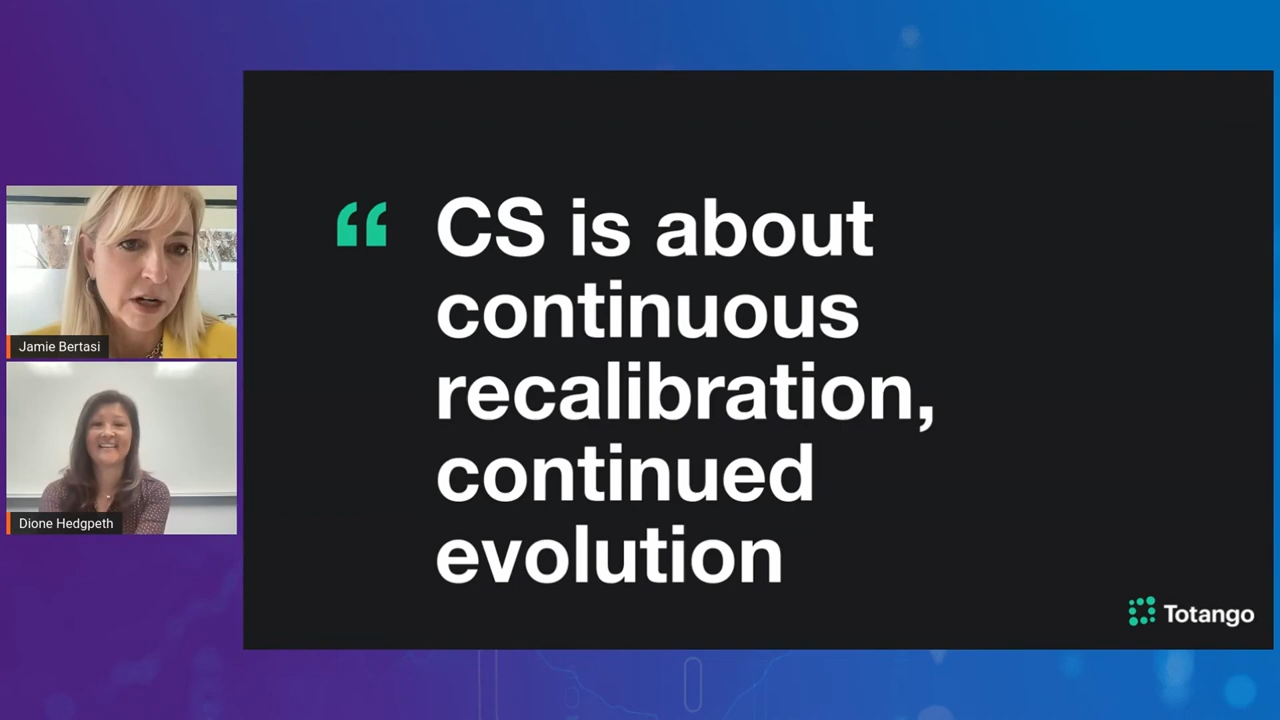 Jamie Bertasi
Dione Hedgpeth
“ CS is about
continuous
recalibration,
continued
evolution
Totango